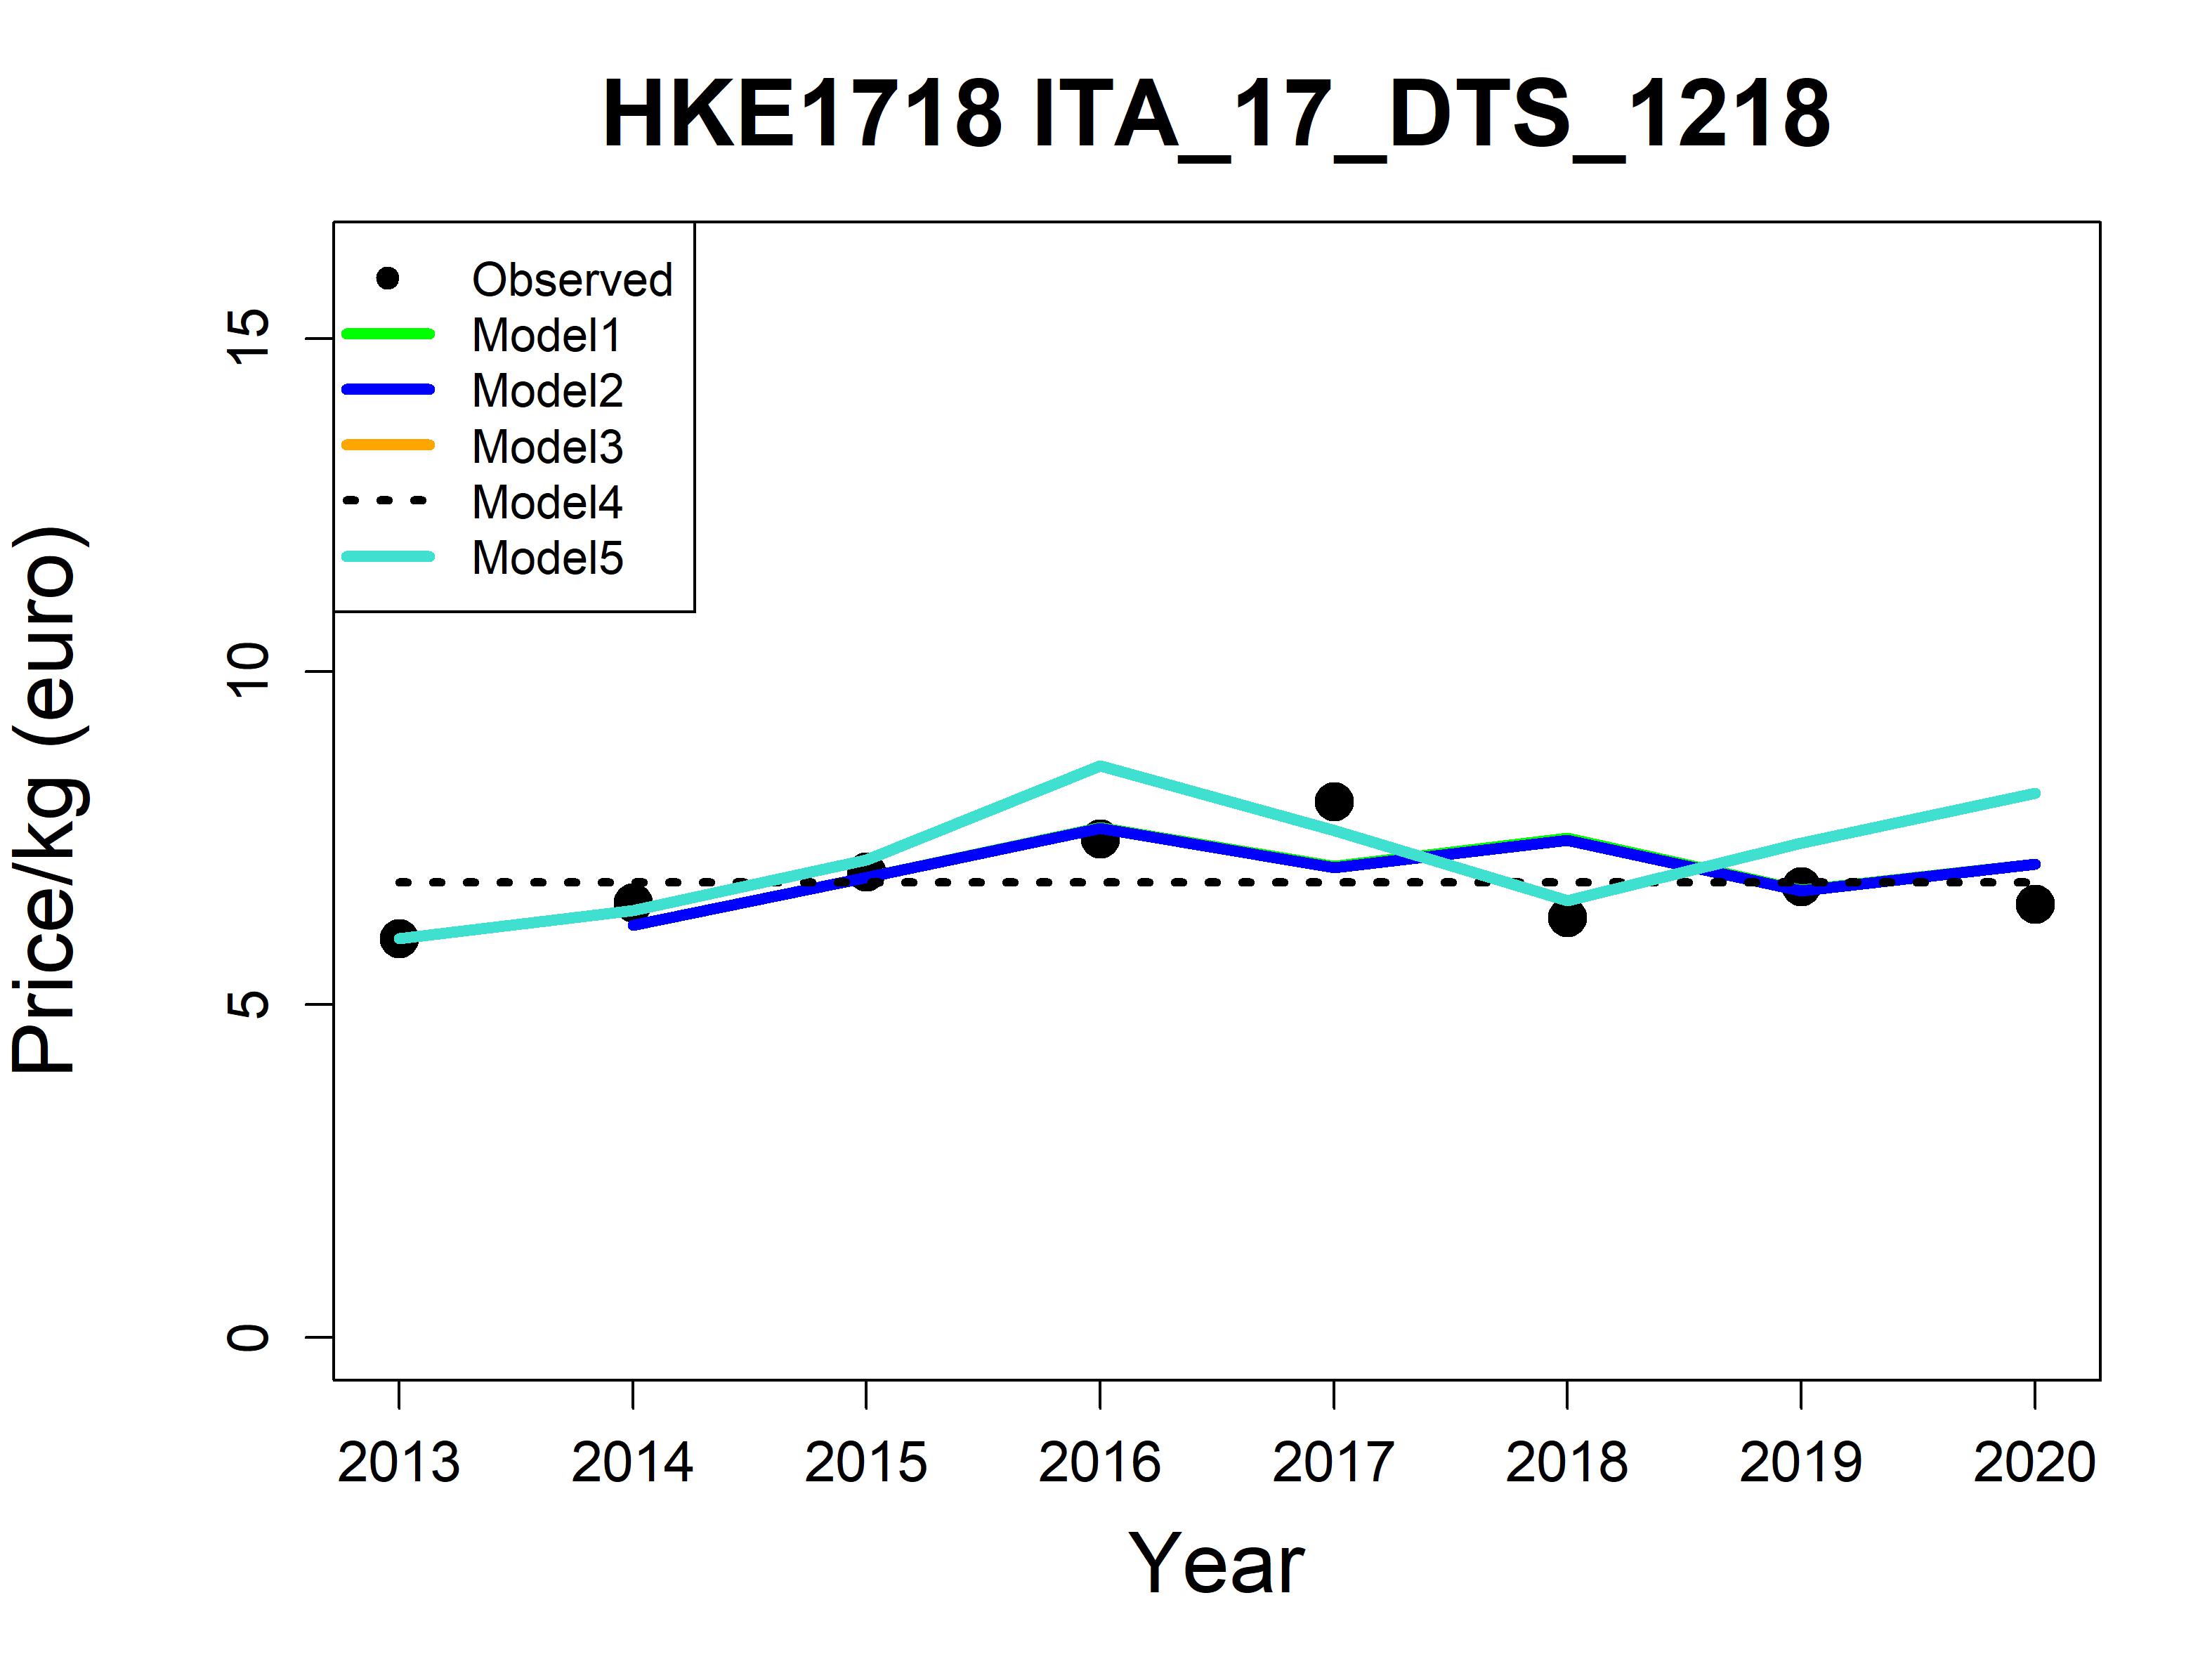 HKE1718 ITA_17_DTS_1218
Observed
Model1
Model2
Model3
Model4
Model5
Price/kg (euro)
15
10
5
0
2013 2014 2015 2016 2017 2018 2019 2020
Year